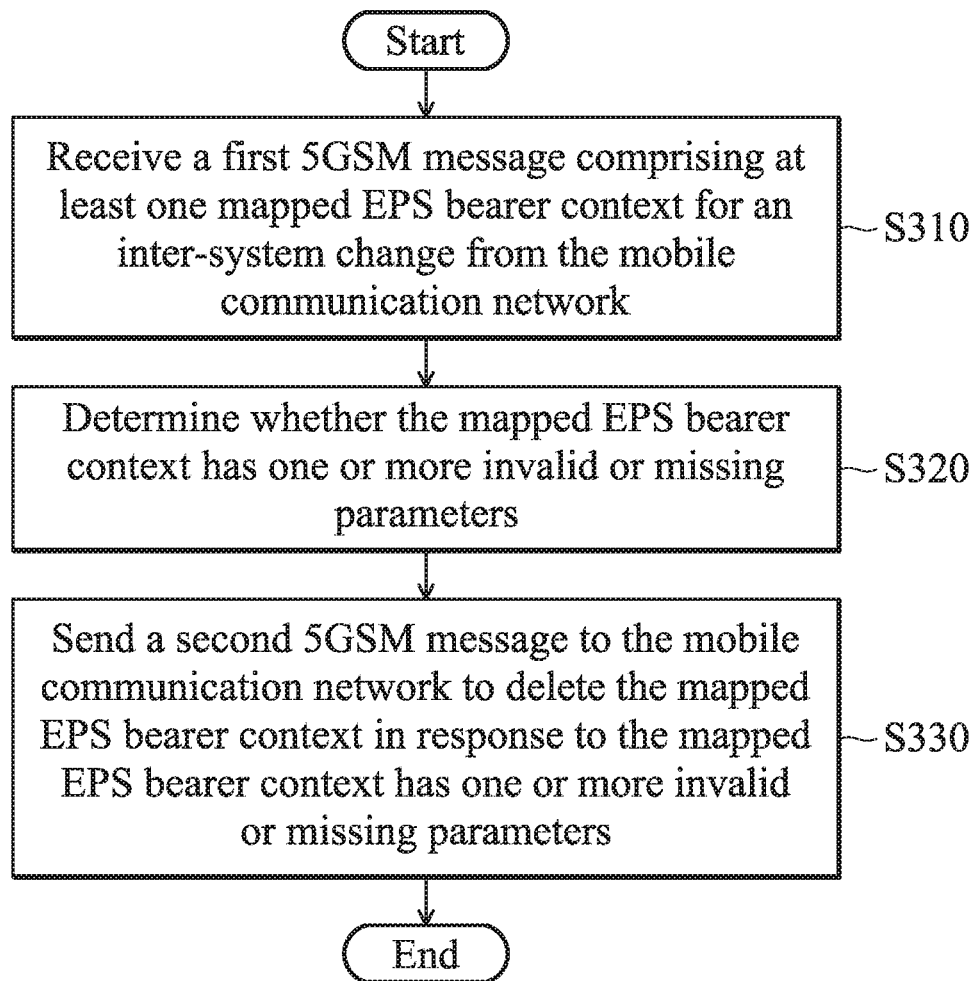 Start
Receive a first 5GSM message comprising at
least one mapped EPS bearer context for an
inter-system change from the mobile
communication network
S310
Determine whether the mapped EPS bearer
context has one or more invalid or missing
parameters
S320
Send a second 5GSM message to the mobile
communication network to delete the mapped
EPS bearer context in response to the mapped
EPS bearer context has one or more invalid
or missing parameters
S330
End